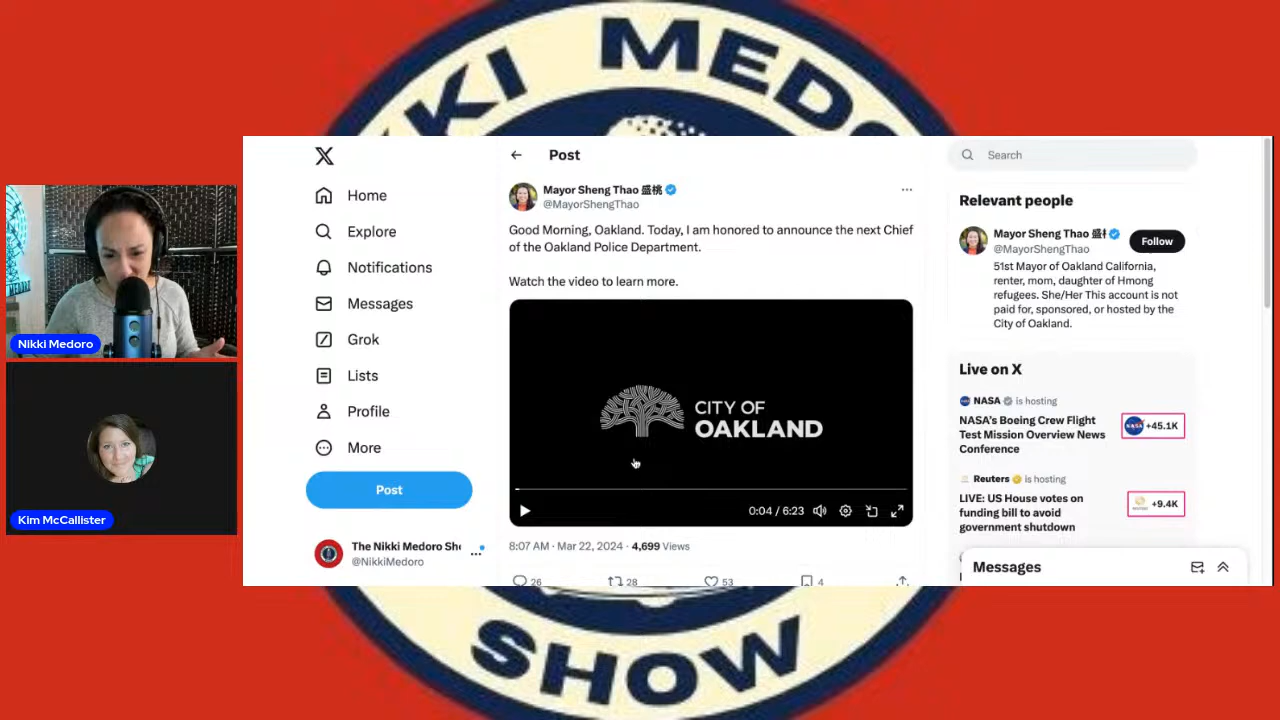 KI MEDO
SHOW
MEDORI
Nikki Medoro
Kim McCallister
Home
Explore
Notifications
Messages
Grok
Lists
Profile
More
Post
The Nikki Medoro Sh
@NikkiMedoro
Post
Mayor Sheng Thao 盛桃
@MayorShengThao
Good Morning, Oakland. Today, I am honored to announce the next Chief
of the Oakland Police Department.
Watch the video to learn more.
CITY OF
OAKLAND
0:04 / 6:23
8:07 AM · Mar 22, 2024 · 4,699 Views
26 28 53 4
Search
Relevant people
Mayor Sheng Thao 盛
@MayorShengThao
Follow
51st Mayor of Oakland California,
renter, mom, daughter of Hmong
refugees. She/Her This account is not
paid for, sponsored, or hosted by the
City of Oakland.
Live on X
NASA is hosting
NASA's Boeing Crew Flight
Test Mission Overview News
Conference
NASA +45.1K
Reuters is hosting
LIVE: US House votes on
funding bill to avoid
government shutdown
+9.4K
Messages